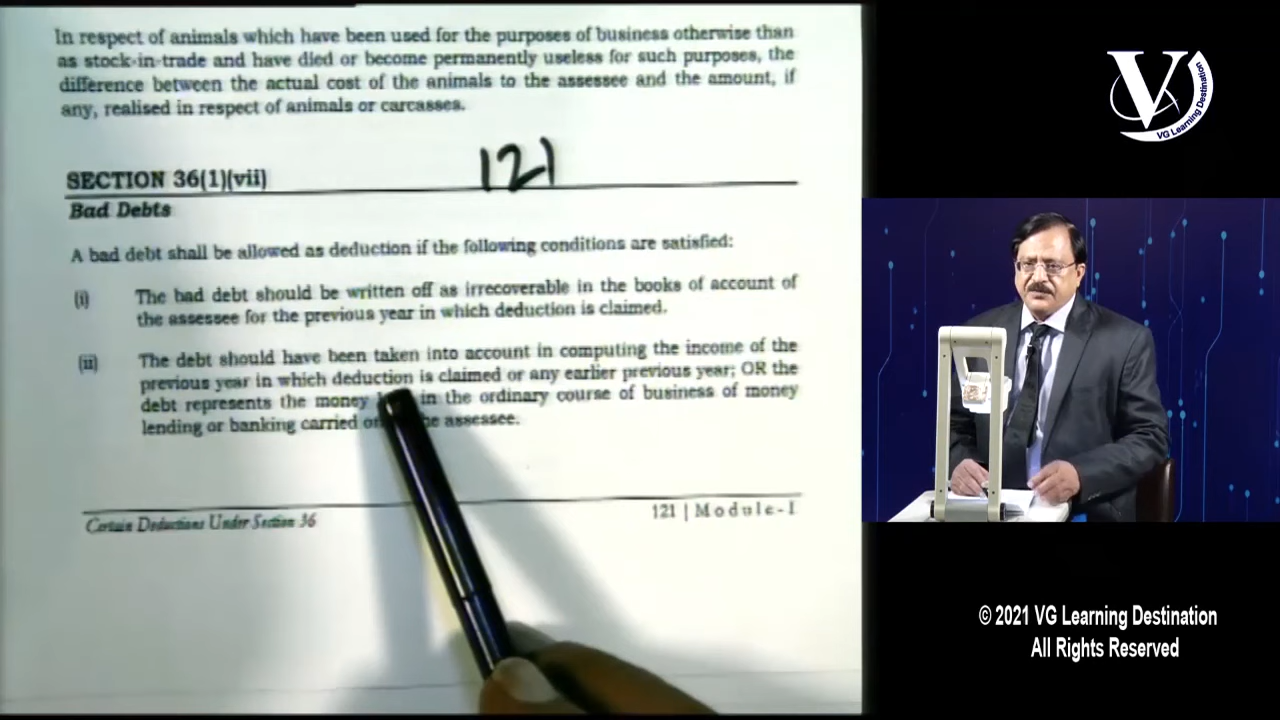 In respect of animals which have been used for the purposes of business otherwise than
as stock-in-trade and have died or become permanently useless for such purposes, the
difference between the actual cost of the animals to the assessee and the amount, if
any, realised in respect of animals or carcasses.
121
SECTION 36(1)(vii)
Bad Debts
A bad debt shall be allowed as deduction if the following conditions are satisfied:
(i) The bad debt should be written off as irrecoverable in the books of account of
the assessee for the previous year in which deduction is claimed.
(ii) The debt should have been taken into account in computing the income of the
previous year in which deduction is claimed or any earlier previous year; OR the
debt represents the money in the ordinary course of business of money
lending or banking carried assessee.
Certain Deductions Under Section 36
121 | Module-I
V
VG Learning Destination
© 2021 VG Learning Destination
All Rights Reserved